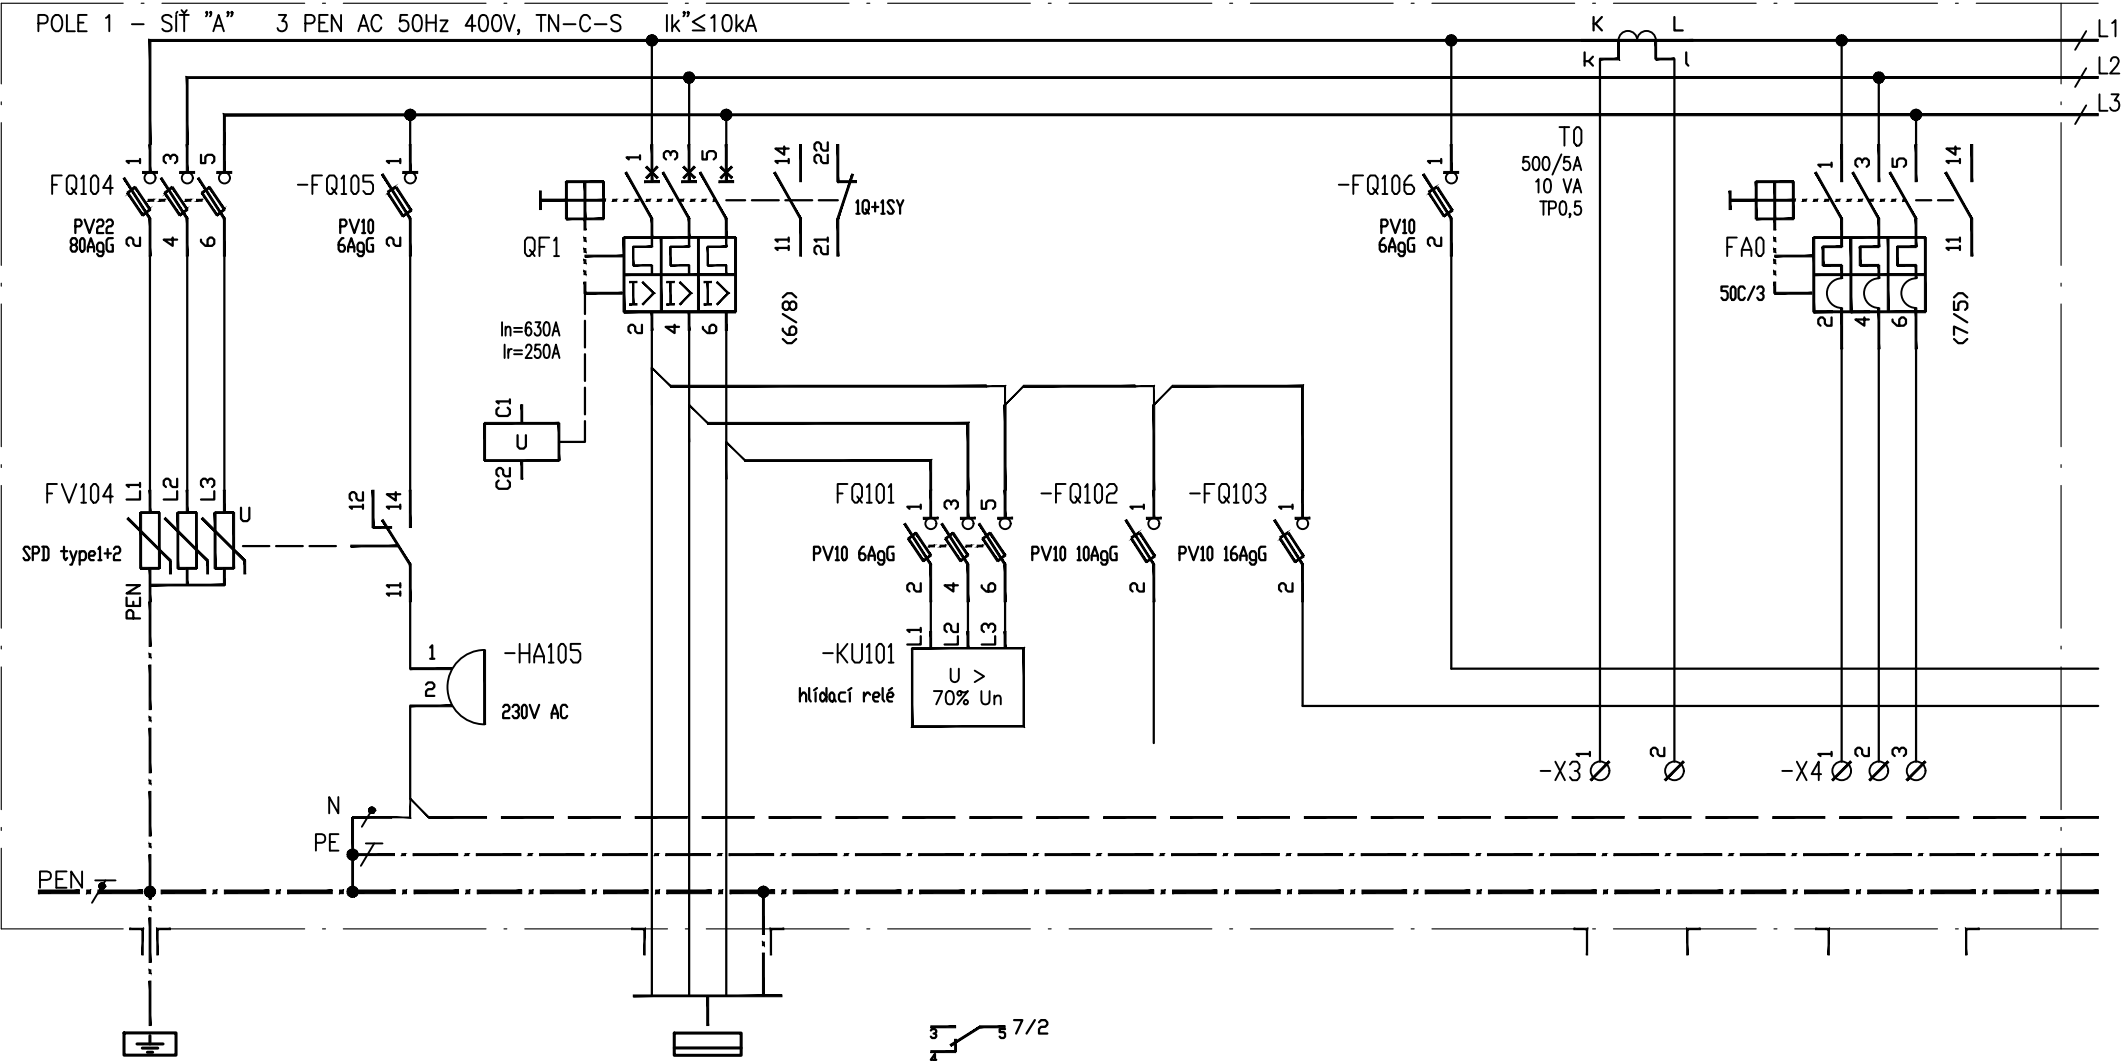 POLE 1 - SÍŤ "A" 3 PEN AC 50Hz 400V, TN-C-S Ik"≤10kA
K L
k l
L1
L2
L3
1 3 5
FQ104
PV22
80AgG
2 4 6
1
-FQ105
PV10
6AgG
2
1 3 5
14 22
1Q+1SY
QF1
11 21
I> I> I>
2 4 6
(6/8)
In=630A
Ir=250A
C1
U
C2
1
-FQ106
PV10
6AgG
2
T0
500/5A
10 VA
TP0,5
1 3 5 14
FA0
11
50C/3
2 4 6
(7/5)
L1 L2 L3
FV104
U
SPD type1+2
PEN
12 14
11
1
2
-HA105
230V AC
FQ101
1 3 5
PV10 6AgG
2 4 6
-FQ102
1
PV10 10AgG
2
-FQ103
1
PV10 16AgG
2
L1 L2 L3
-KU101
hlídací relé
U >
70% Un
-X3 1 2
-X4 1 2 3
N
PE
PEN
3 5 7/2
4